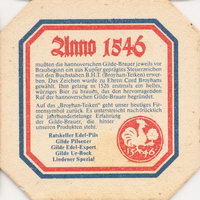 Anno 1546
mußten die hannoverschen Gilde-Brauer jeweils vor
Braubeginn ein aus Kupfer geprägtes Steuerzeichen
mit den Buchstaben B.H.T. (Broyhan-Teiken) erwer-
ben. Das Zeichen wurde zu Ehren Cord Broyhans
gewählt. Ihm gelang es 1526 erstmals ein helles,
würziges Bier zu brauen, das den hervorragenden
Ruf der hannoverschen Gilde-Brauer begründet.
Auf das „Broyhan-Teiken" geht unser heutiges Fir-
mensymbol zurück. Es unterstreicht nachdrücklich
die jahrhundertelange Erfahrung
der Gilde-Brauer, die hinter
unseren Produkten steht.
Ratskeller Edel-Pils
Gilde Pilsener
Gilde Edel-Export
Gilde Ur-Bock
Lindener Spezial
1546